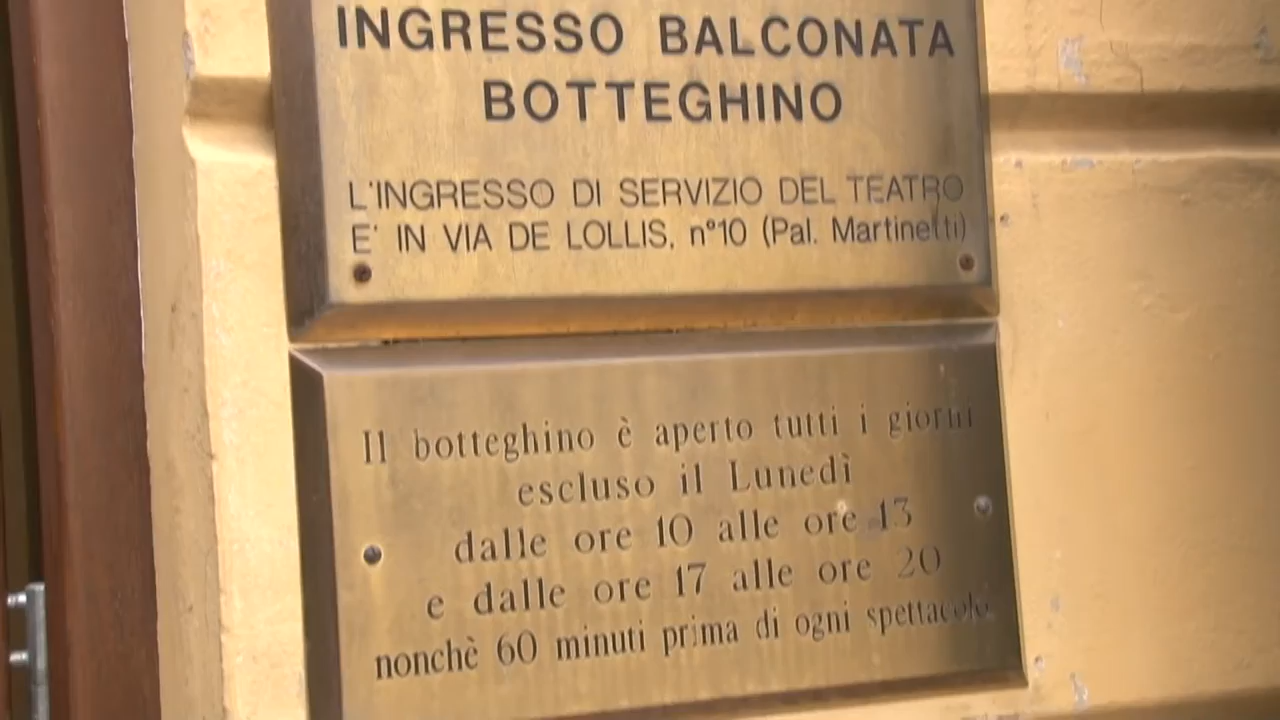 INGRESSO BALCONATA
BOTTEGHINO
L'INGRESSO DI SERVIZIO DEL TEATRO
E' IN VIA DE LOLLIS, n°10 (Pal. Martinetti)
Il botteghino è aperto tutti i giorni
escluso il Lunedì
dalle ore 10 alle ore 13
e dalle ore 17 alle ore 20
nonchè 60 minuti prima di ogni spettacolo